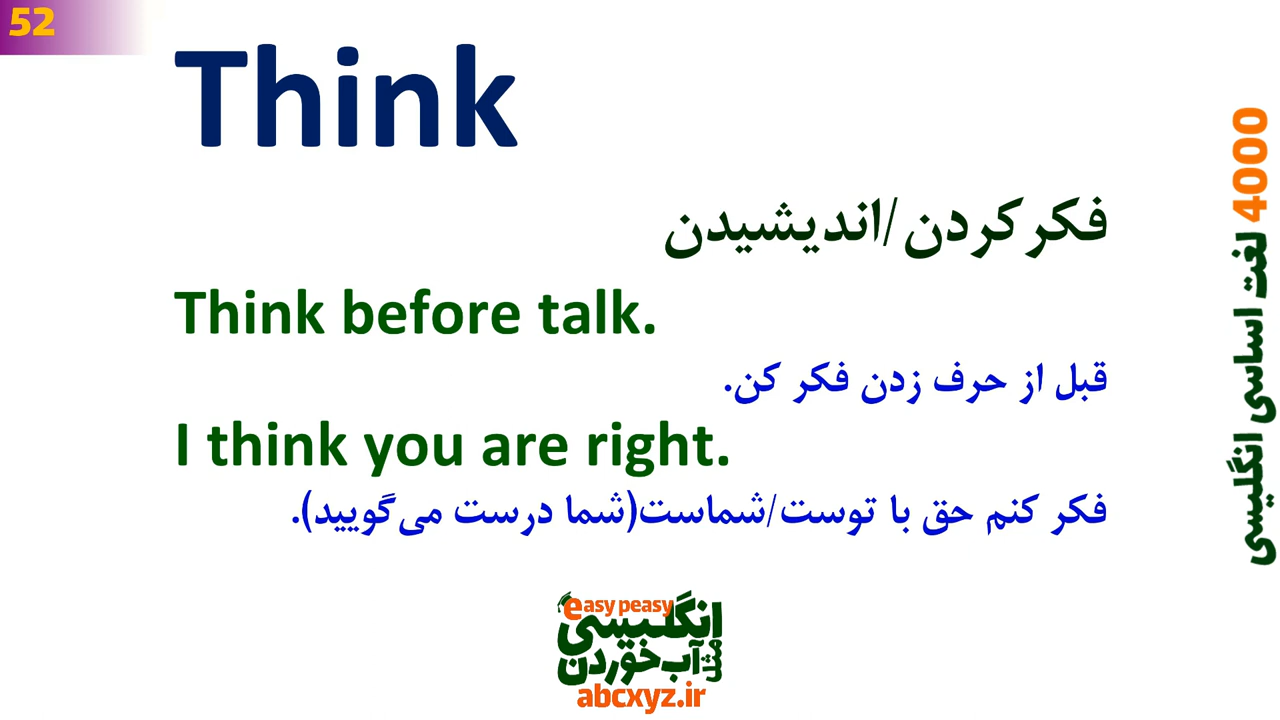 52
Think
فکر کردن/اندیشیدن
Think before talk.
قبل از حرف زدن فکر کن.
I think you are right.
فکر کنم حق با توست/شماست(شما درست می‌گویید).
4000 لغت اساسی انگلیسی
easy peasy
انگلیسی
مثل آب خوردن
abcxyz.ir